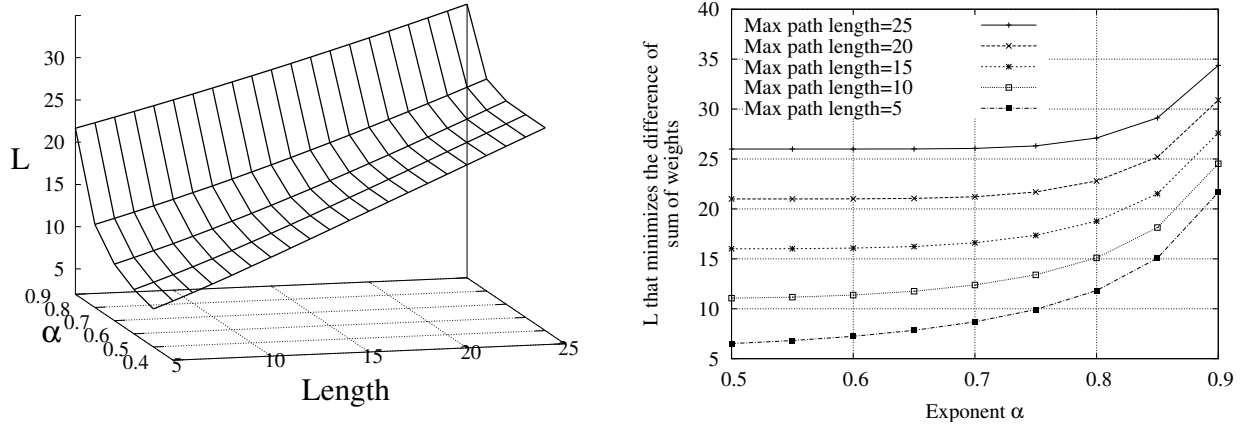 35
30
25
20
15
10
5
L
0.9
0.8
0.7
0.6
0.5
0.4
α
5
10
15
20
25
Length
40
35
30
25
20
15
10
5
L that minimizes the difference of
sum of weights
Max path length=25
Max path length=20
Max path length=15
Max path length=10
Max path length=5
0.5
0.6
0.7
0.8
0.9
Exponent α